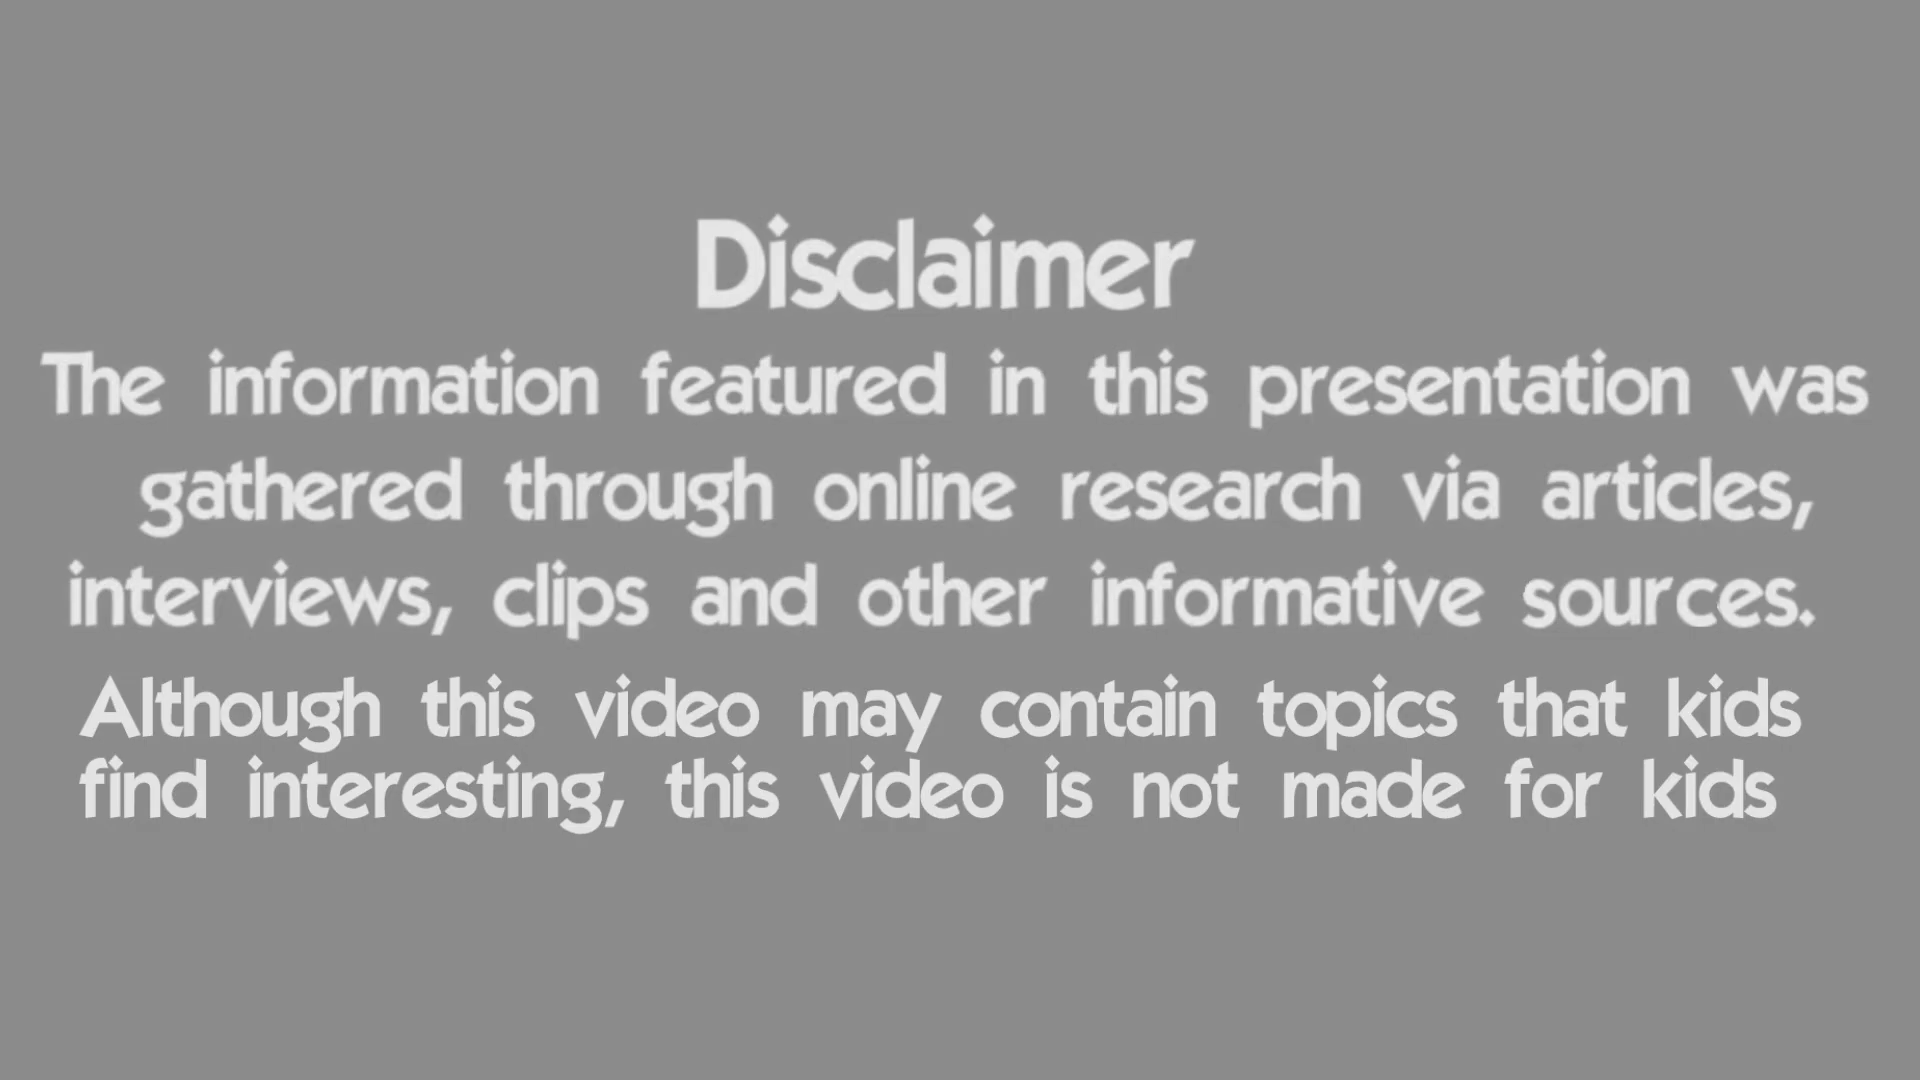 Disclaimer
The information featured in this presentation was
gathered through online research via articles,
interviews, clips and other informative sources.
Although this video may contain topics that kids
find interesting, this video is not made for kids